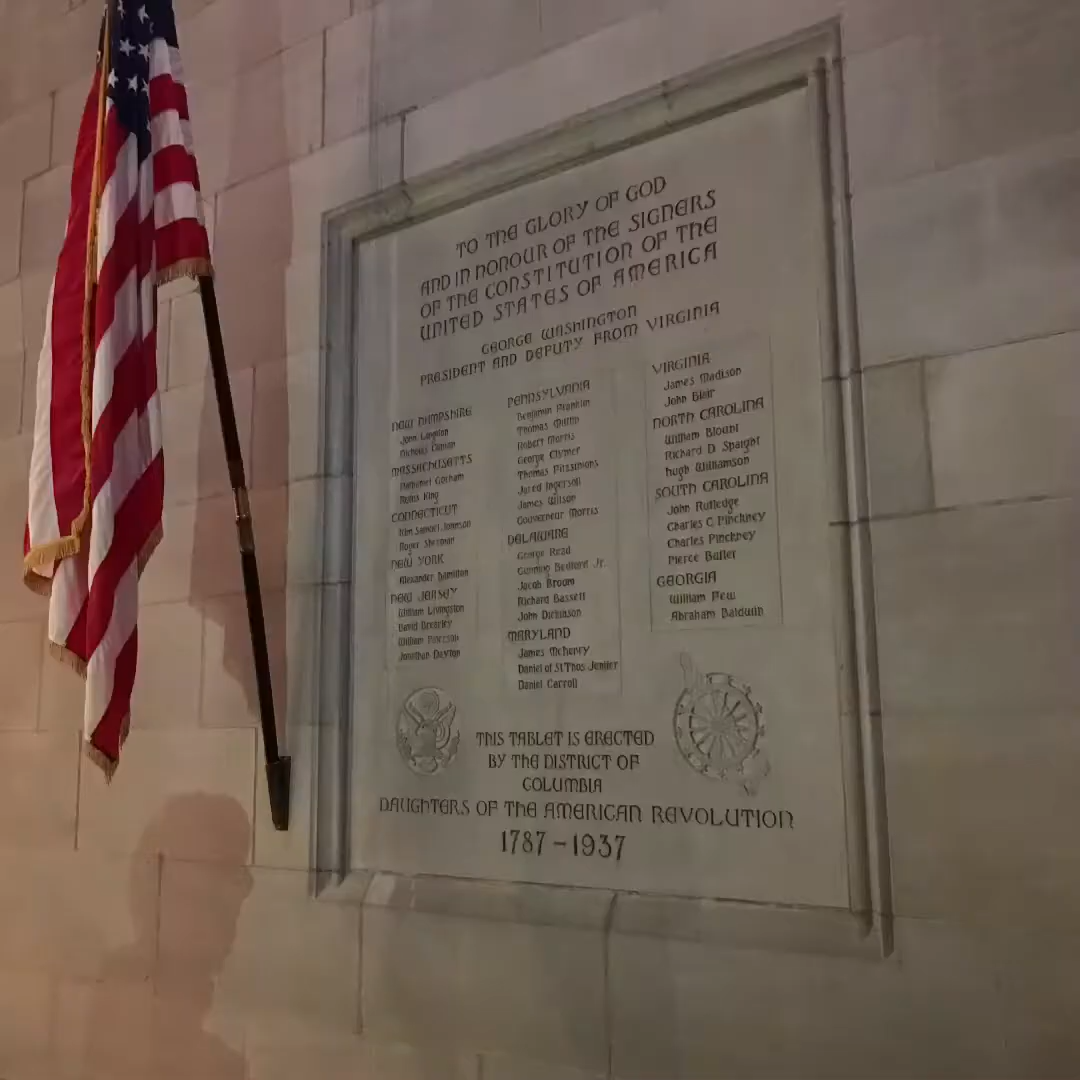 TO THE GLORY OF GOD
AND IN HONOUR OF THE SIGNERS
OF THE CONSTITUTION OF THE
UNITED STATES OF AMERICA
GEORGE WASHINGTON
PRESIDENT AND DEPUTY FROM VIRGINIA
NEW HAMPSHIRE
John Langdon
Nicholas Gilman
MASSACHUSETTS
Nathaniel Gorham
Rufus King
CONNECTICUT
Wm Samuel Johnson
Roger Sherman
NEW YORK
Alexander Hamilton
NEW JERSEY
William Livingston
David Brearley
William Paterson
Jonathan Dayton
PENNSYLVANIA
Benjamin Franklin
Thomas Mifflin
Robert Morris
George Clymer
Thomas Fitzsimons
Jared Ingersoll
James Wilson
Gouverneur Morris
DELAWARE
George Read
Gunning Bedford Jr.
Jacob Broom
Richard Bassett
John Dickinson
MARYLAND
James McHenry
Daniel of St Thos Jenifer
Daniel Carroll
VIRGINIA
James Madison
John Blair
NORTH CAROLINA
William Blount
Richard D. Spaight
Hugh Williamson
SOUTH CAROLINA
John Rutledge
Charles C Pinckney
Charles Pinckney
Pierce Butler
GEORGIA
William Few
Abraham Baldwin
THIS TABLET IS ERECTED
BY THE DISTRICT OF
COLUMBIA
DAUGHTERS OF THE AMERICAN REVOLUTION
1787-1937